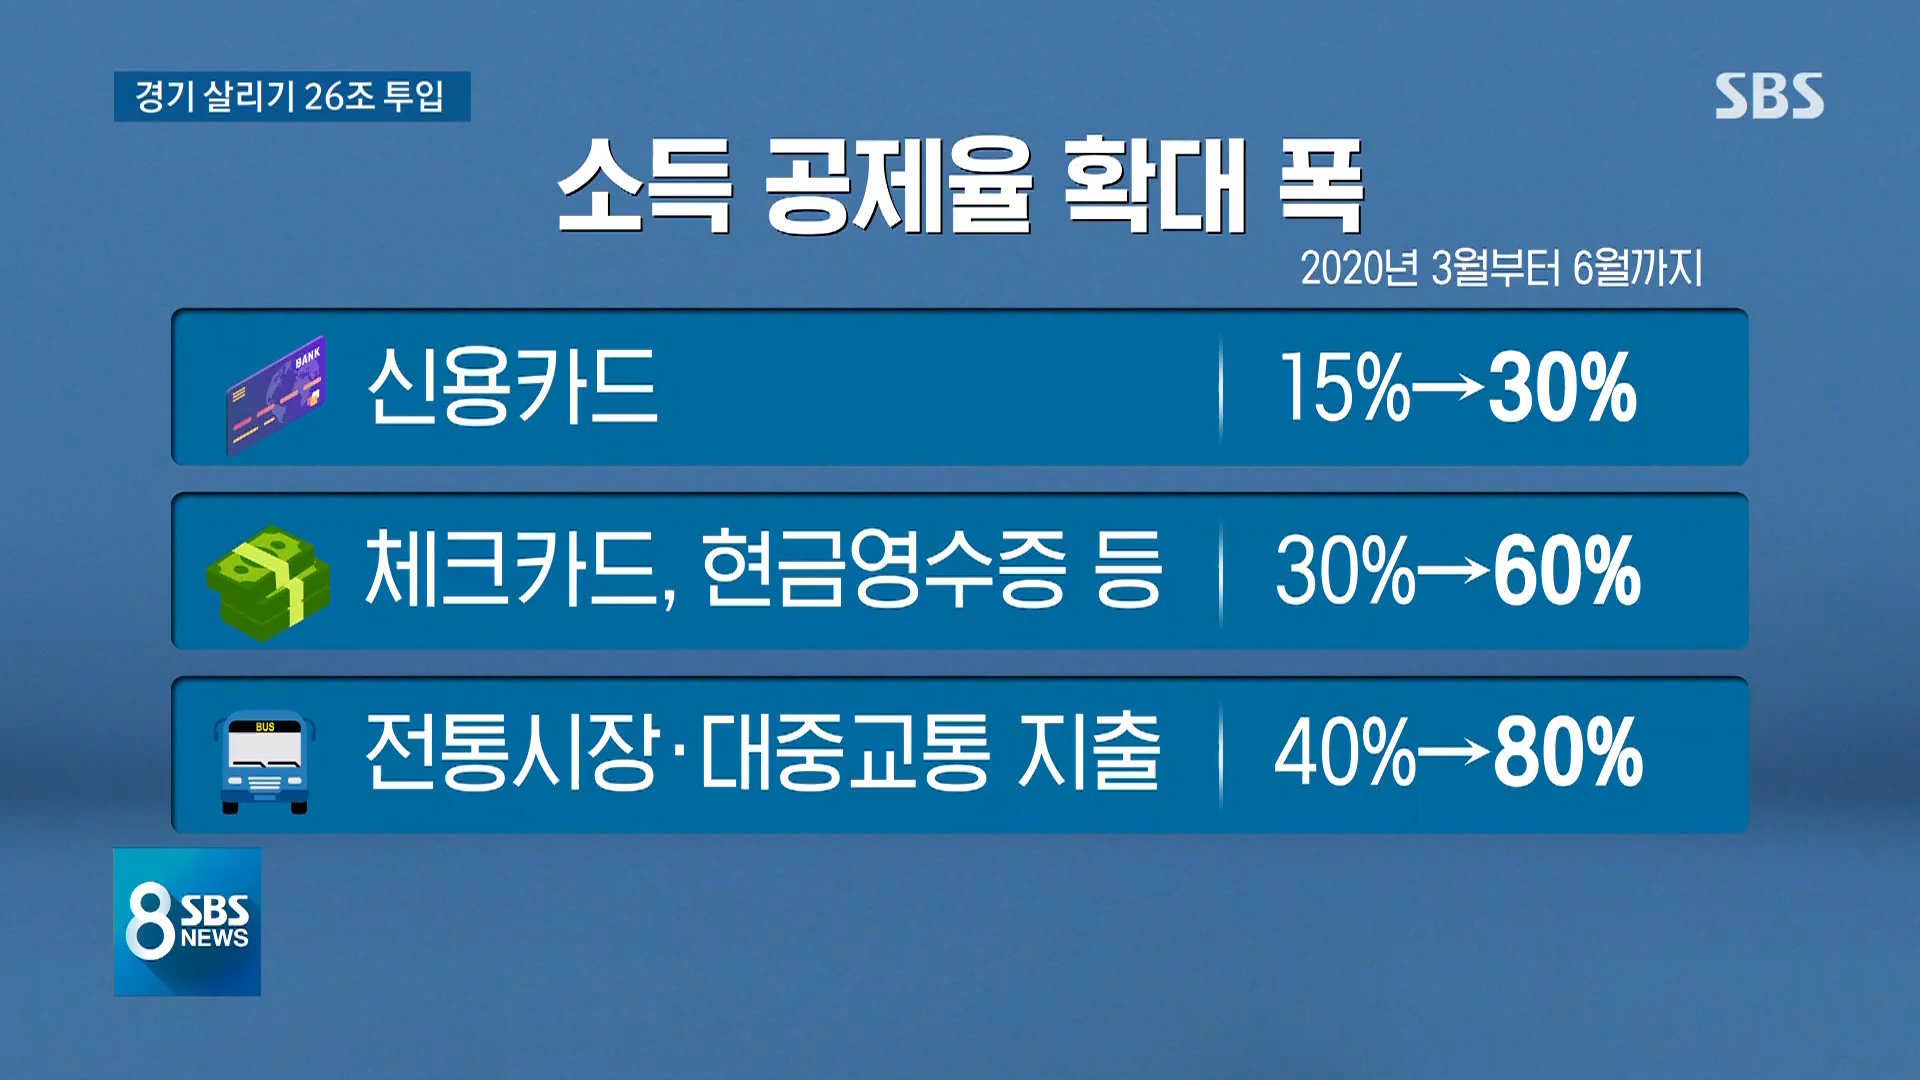 경기 살리기 26조 투입
SBS
소득 공제율 확대 폭
2020년 3월부터 6월까지
BANK
신용카드 15%→30%
체크카드, 현금영수증 등 30%→60%
BUS
전통시장·대중교통 지출 40%→80%
8 SBS
NEWS